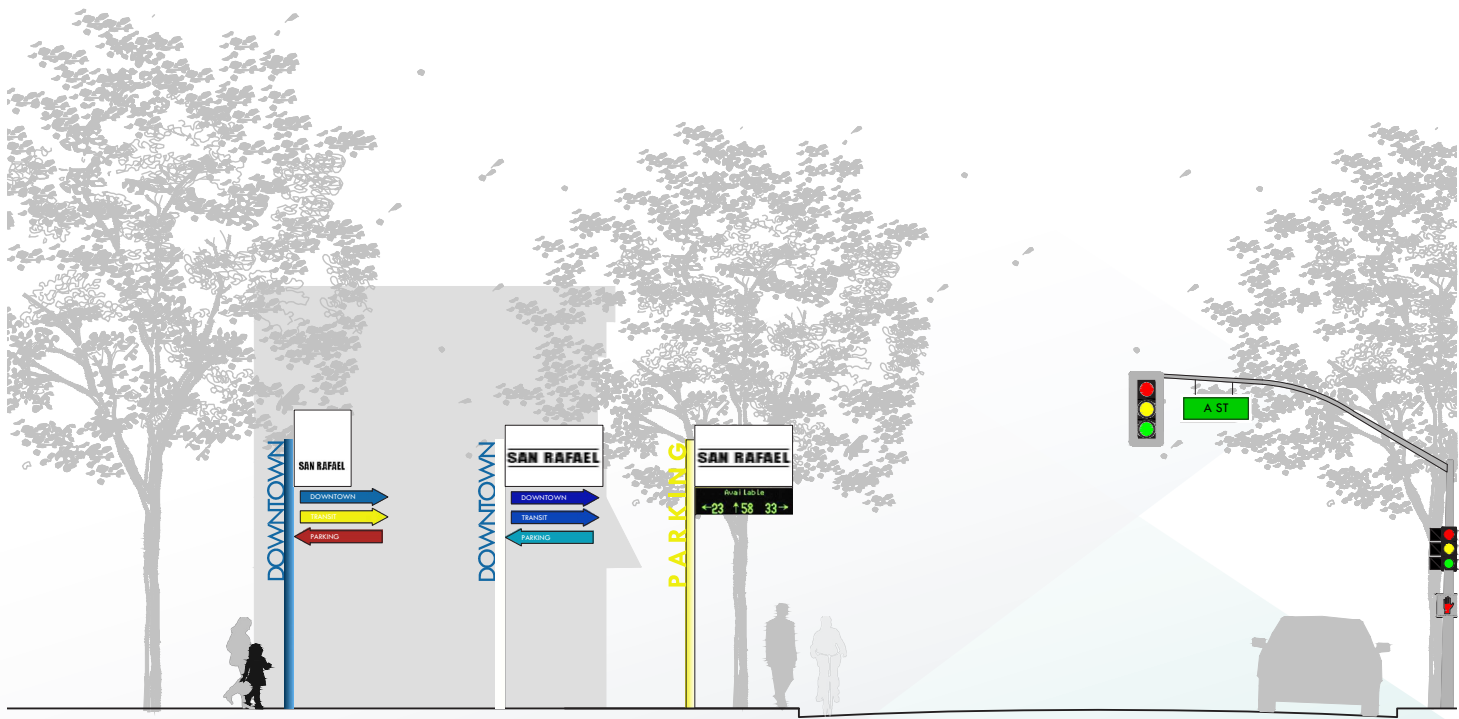 DOWNTOWN
SAN RAFAEL
DOWNTOWN
TRANSIT
PARKING
DOWNTOWN
SAN RAFAEL
DOWNTOWN
TRANSIT
PARKING
PARKING
SAN RAFAEL
Available
←23 ↑58 33→
A ST